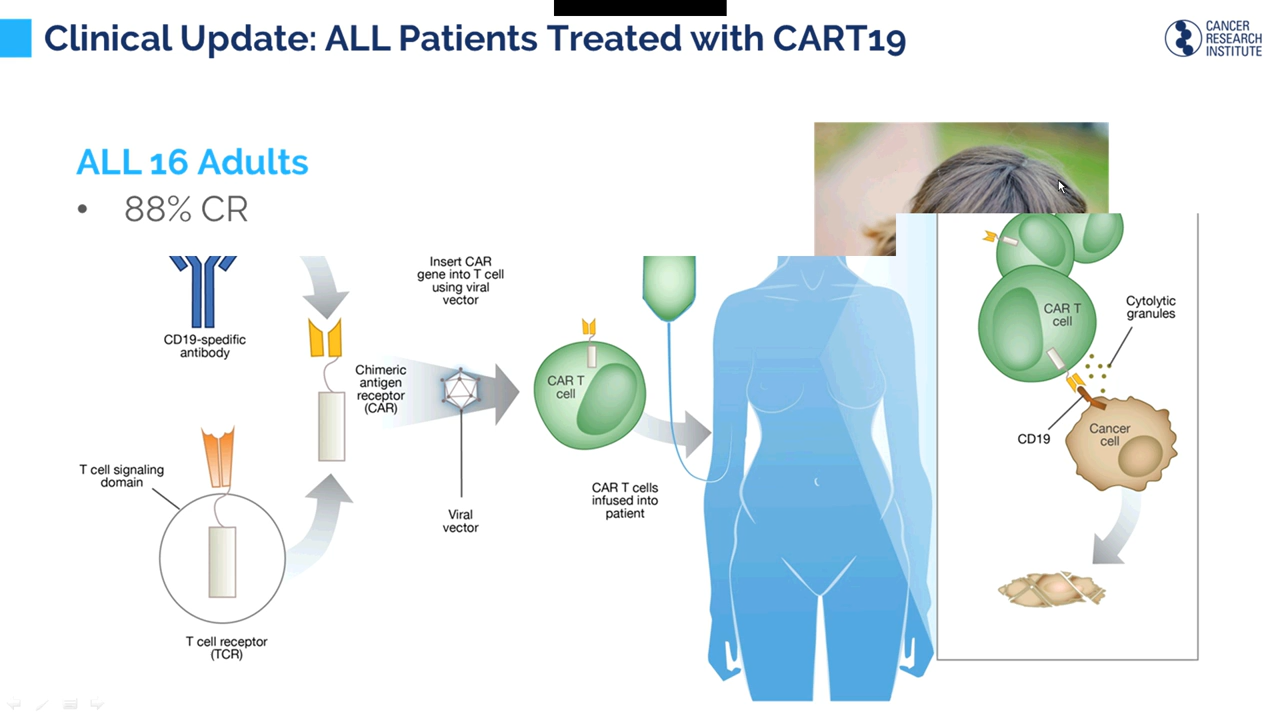 Clinical Update: ALL Patients Treated with CART19
CANCER
RESEARCH
INSTITUTE
ALL 16 Adults
• 88% CR
CD19-spedific
antibody
Insert CAR
gene into T cell
using viral
vector
Chimeric
antigen
receptor
(CAR)
T cell signaling
domain
T cell receptor
(TCR)
Viral
vector
CAR T
cell
CAR T cells
infused into
patient
CAR T
cell
Cytolytic
granules
CD19
Cancer
cell